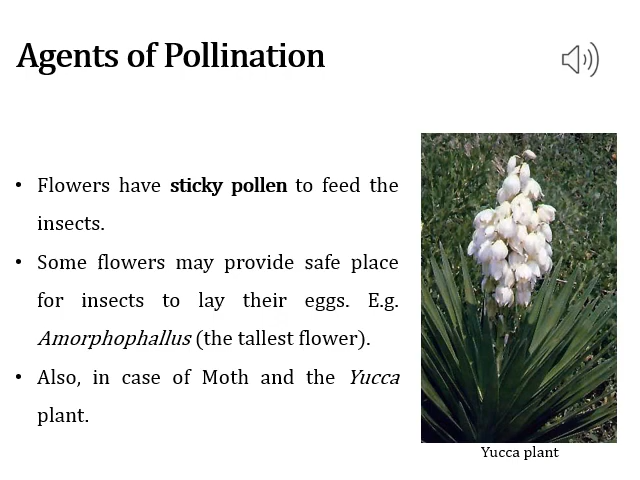 Agents of Pollination
• Flowers have sticky pollen to feed the
insects.
• Some flowers may provide safe place
for insects to lay their eggs. E.g.
Amorphophallus (the tallest flower).
• Also, in case of Moth and the Yucca
plant.
Yucca plant